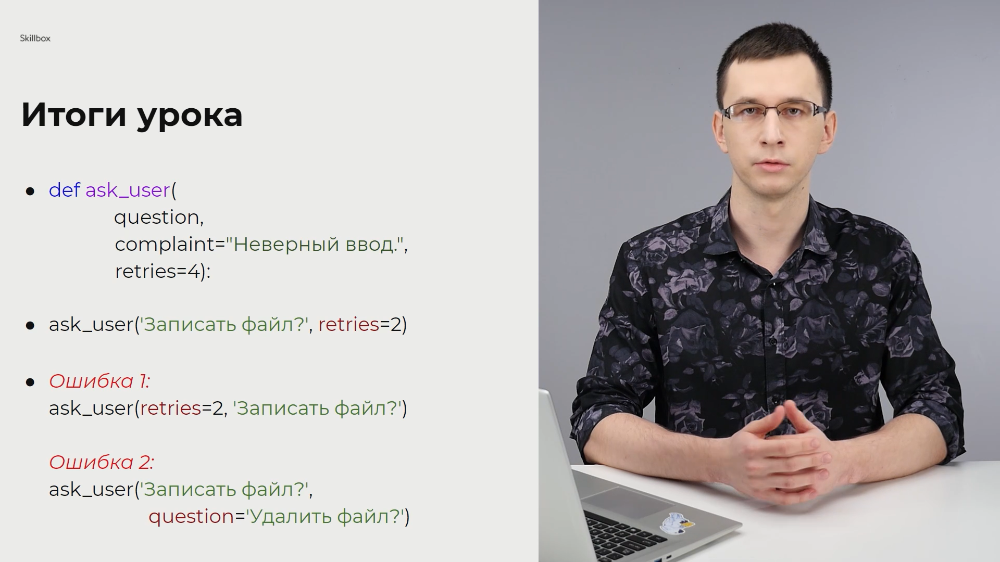 Skillbox
Итоги урока
● def ask_user(
question,
complaint="Неверный ввод.",
retries=4):
● ask_user('Записать файл?', retries=2)
● Ошибка 1:
ask_user(retries=2, 'Записать файл?')
Ошибка 2:
ask_user('Записать файл?',
question='Удалить файл?')